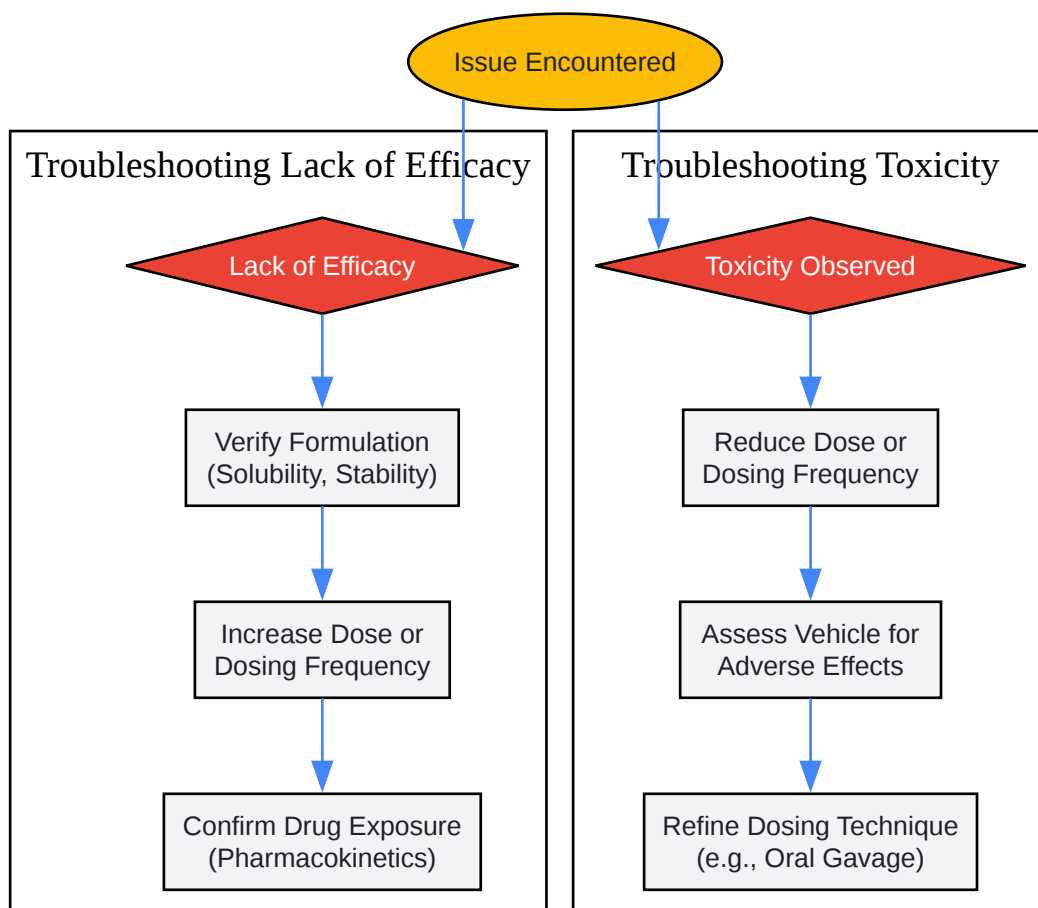 Issue Encountered
Troubleshooting Lack of Efficacy
Lack of Efficacy
Verify Formulation
(Solubility, Stability)
Increase Dose or
Dosing Frequency
Confirm Drug Exposure
(Pharmacokinetics)
Troubleshooting Toxicity
Toxicity Observed
Reduce Dose or
Dosing Frequency
Assess Vehicle for
Adverse Effects
Refine Dosing Technique
(e.g., Oral Gavage)